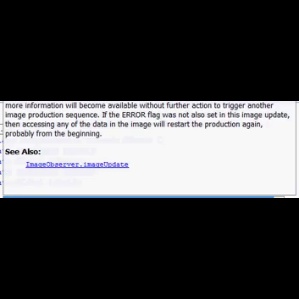 more information will become available without further action to trigger another
image production sequence. If the ERROR flag was not also set in this image update,
then accessing any of the data in the image will restart the production again,
probably from the beginning.
See Also:
ImageObserver.imageUpdate